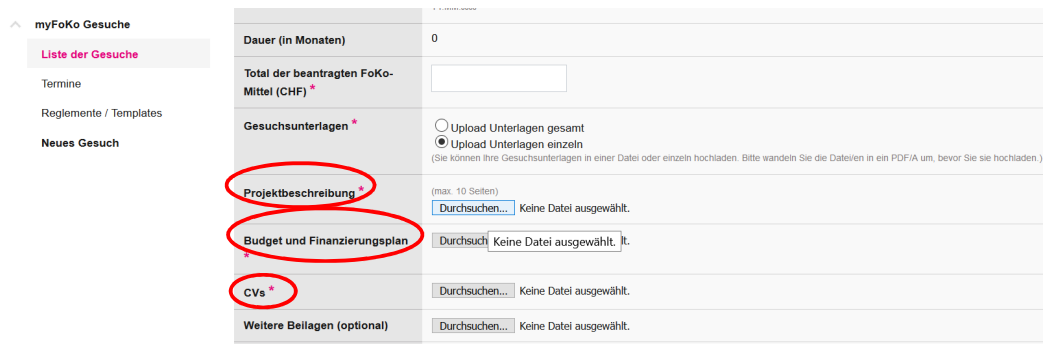 myFoKo Gesuche
Liste der Gesuche
Termine
Reglemente / Templates
Neues Gesuch
Dauer (in Monaten)
0
Total der beantragten FoKo-
Mittel (CHF) *
Gesuchsunterlagen *
Upload Unterlagen gesamt
Upload Unterlagen einzeln
(Sie können Ihre Gesuchsunterlagen in einer Datei oder einzeln hochladen. Bitte wandeln Sie die Datei/en in ein PDF/A um, bevor Sie sie hochladen.)
Projektbeschreibung *
(max. 10 Seiten)
Durchsuchen... Keine Datei ausgewählt.
Budget und Finanzierungsplan
*
Durchsuch Keine Datei ausgewählt. lt.
CVs *
Durchsuchen... Keine Datei ausgewählt.
Weitere Beilagen (optional)
Durchsuchen... Keine Datei ausgewählt.